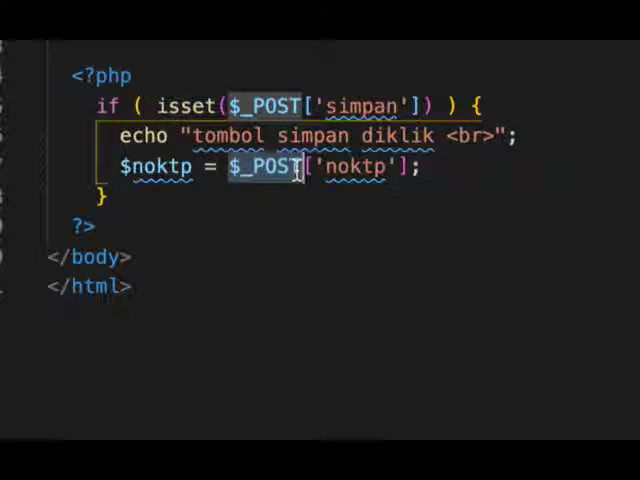 <?php
if ( isset($_POST['simpan']) ) {
echo "tombol simpan diklik <br>";
$noktp = $_POST['noktp'];
}
?>
</body>
</html>